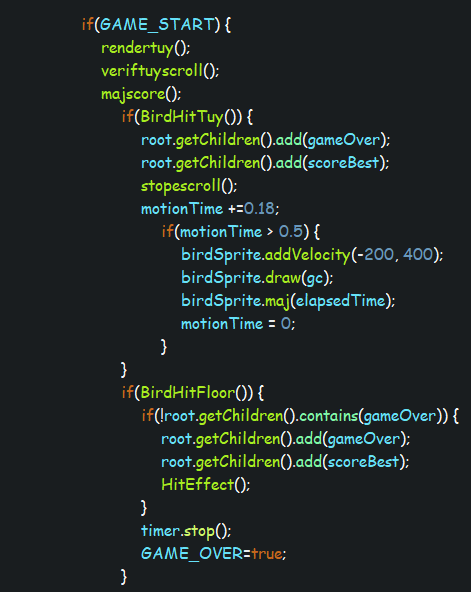 if(GAME_START) {
rendertuy();
veriftuyscroll();
majscore();
if(BirdHitTuy()) {
root.getChildren().add(gameOver);
root.getChildren().add(scoreBest);
stopescroll();
motionTime +=0.18;
if(motionTime > 0.5) {
birdSprite.addVelocity(-200, 400);
birdSprite.draw(gc);
birdSprite.maj(elapsedTime);
motionTime = 0;
}
}
if(BirdHitFloor()) {
if(!root.getChildren().contains(gameOver)) {
root.getChildren().add(gameOver);
root.getChildren().add(scoreBest);
HitEffect();
}
timer.stop();
GAME_OVER=true;
}